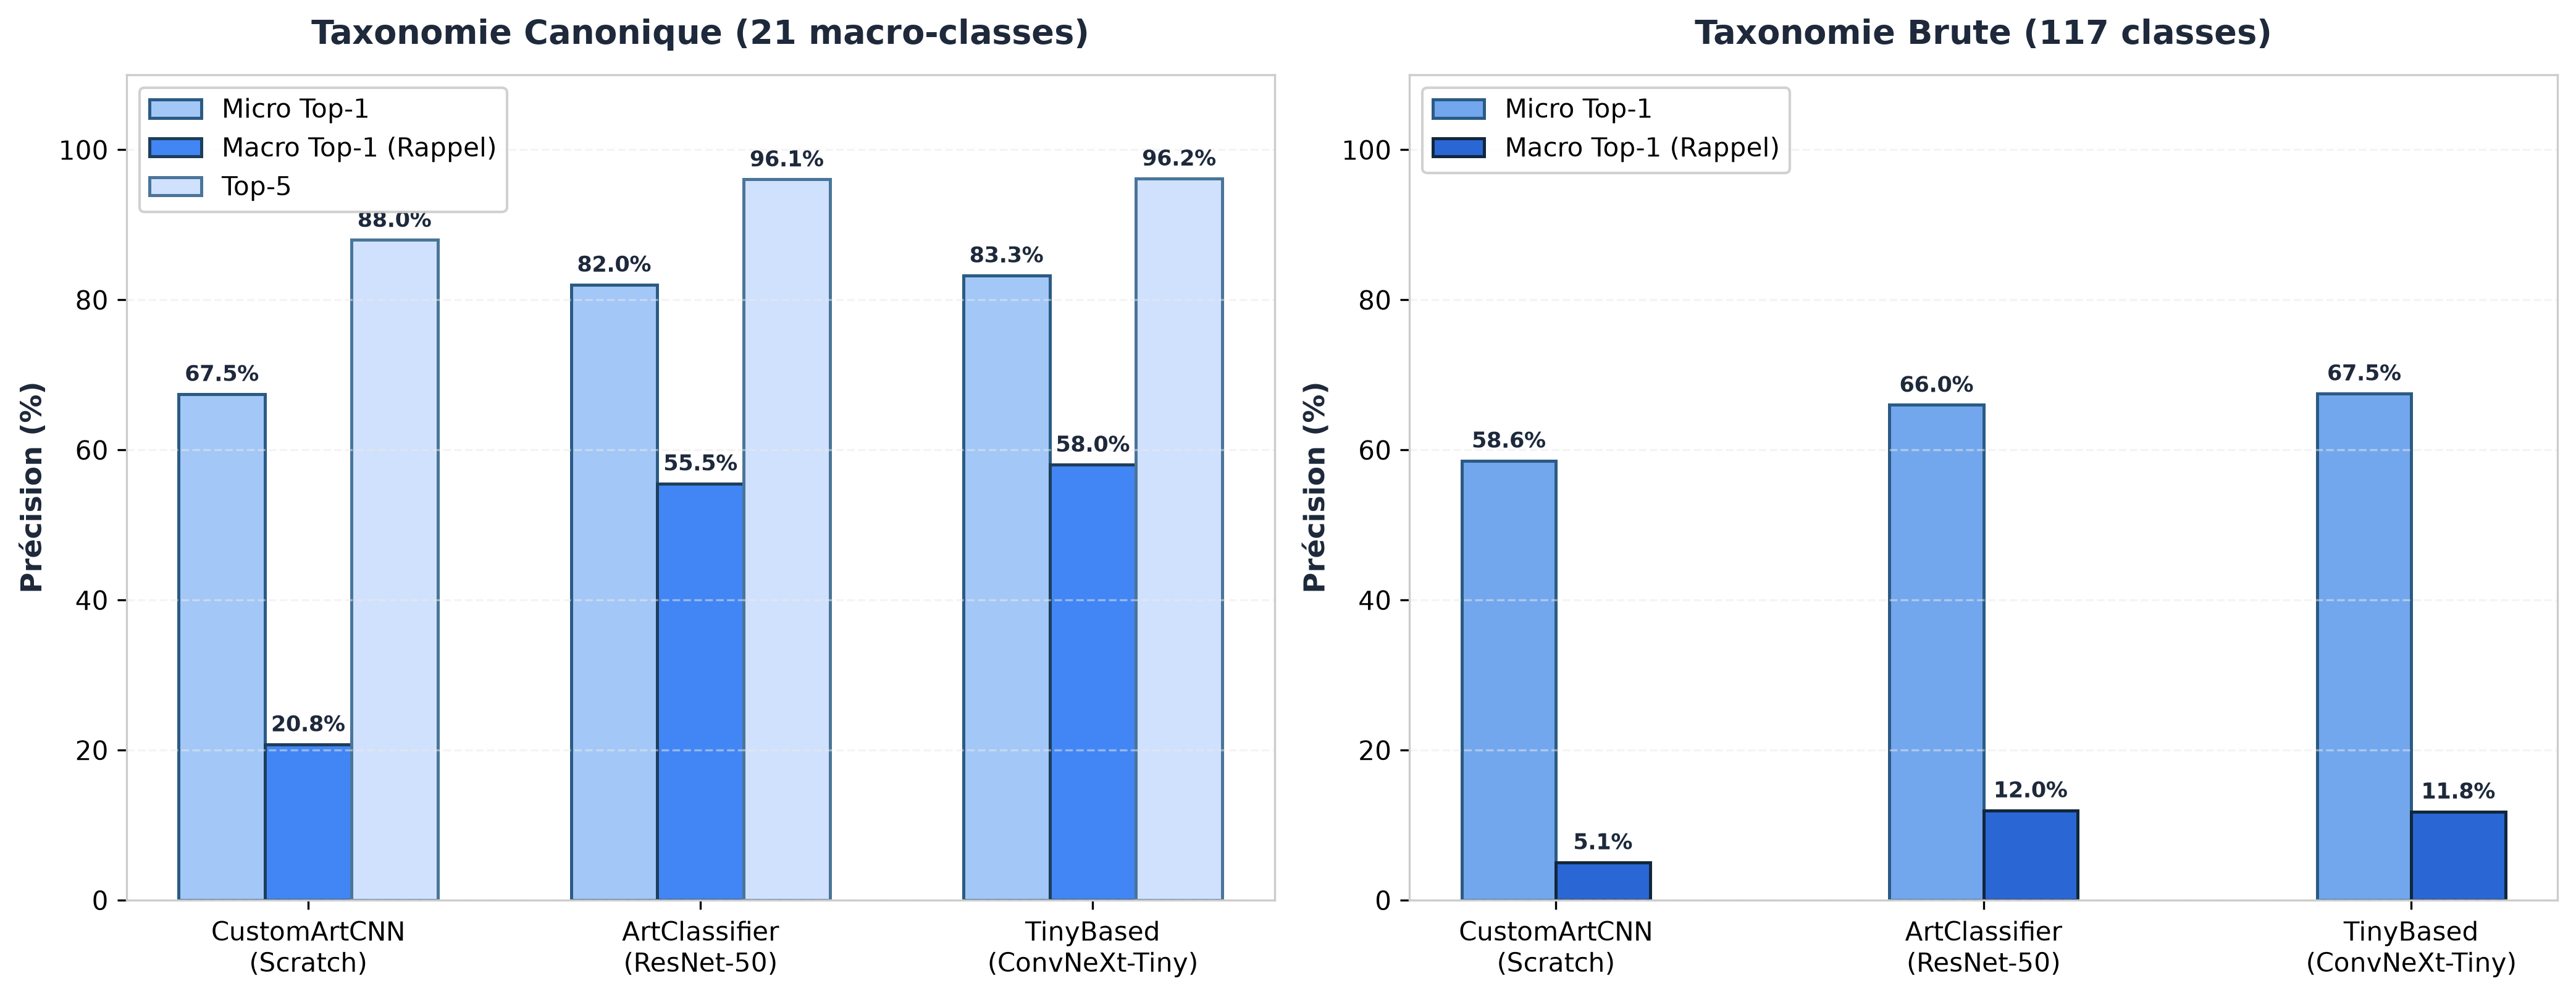 Taxonomie Canonique (21 macro-classes)
Précision (%)
100
80
60
40
20
0
Micro Top-1
Macro Top-1 (Rappel)
Top-5
67.5%
20.8%
88.0%
82.0%
55.5%
96.1%
83.3%
58.0%
96.2%
CustomArtCNN
(Scratch)
ArtClassifier
(ResNet-50)
TinyBased
(ConvNeXt-Tiny)
Taxonomie Brute (117 classes)
Précision (%)
100
80
60
40
20
0
Micro Top-1
Macro Top-1 (Rappel)
58.6%
5.1%
66.0%
12.0%
67.5%
11.8%
CustomArtCNN
(Scratch)
ArtClassifier
(ResNet-50)
TinyBased
(ConvNeXt-Tiny)